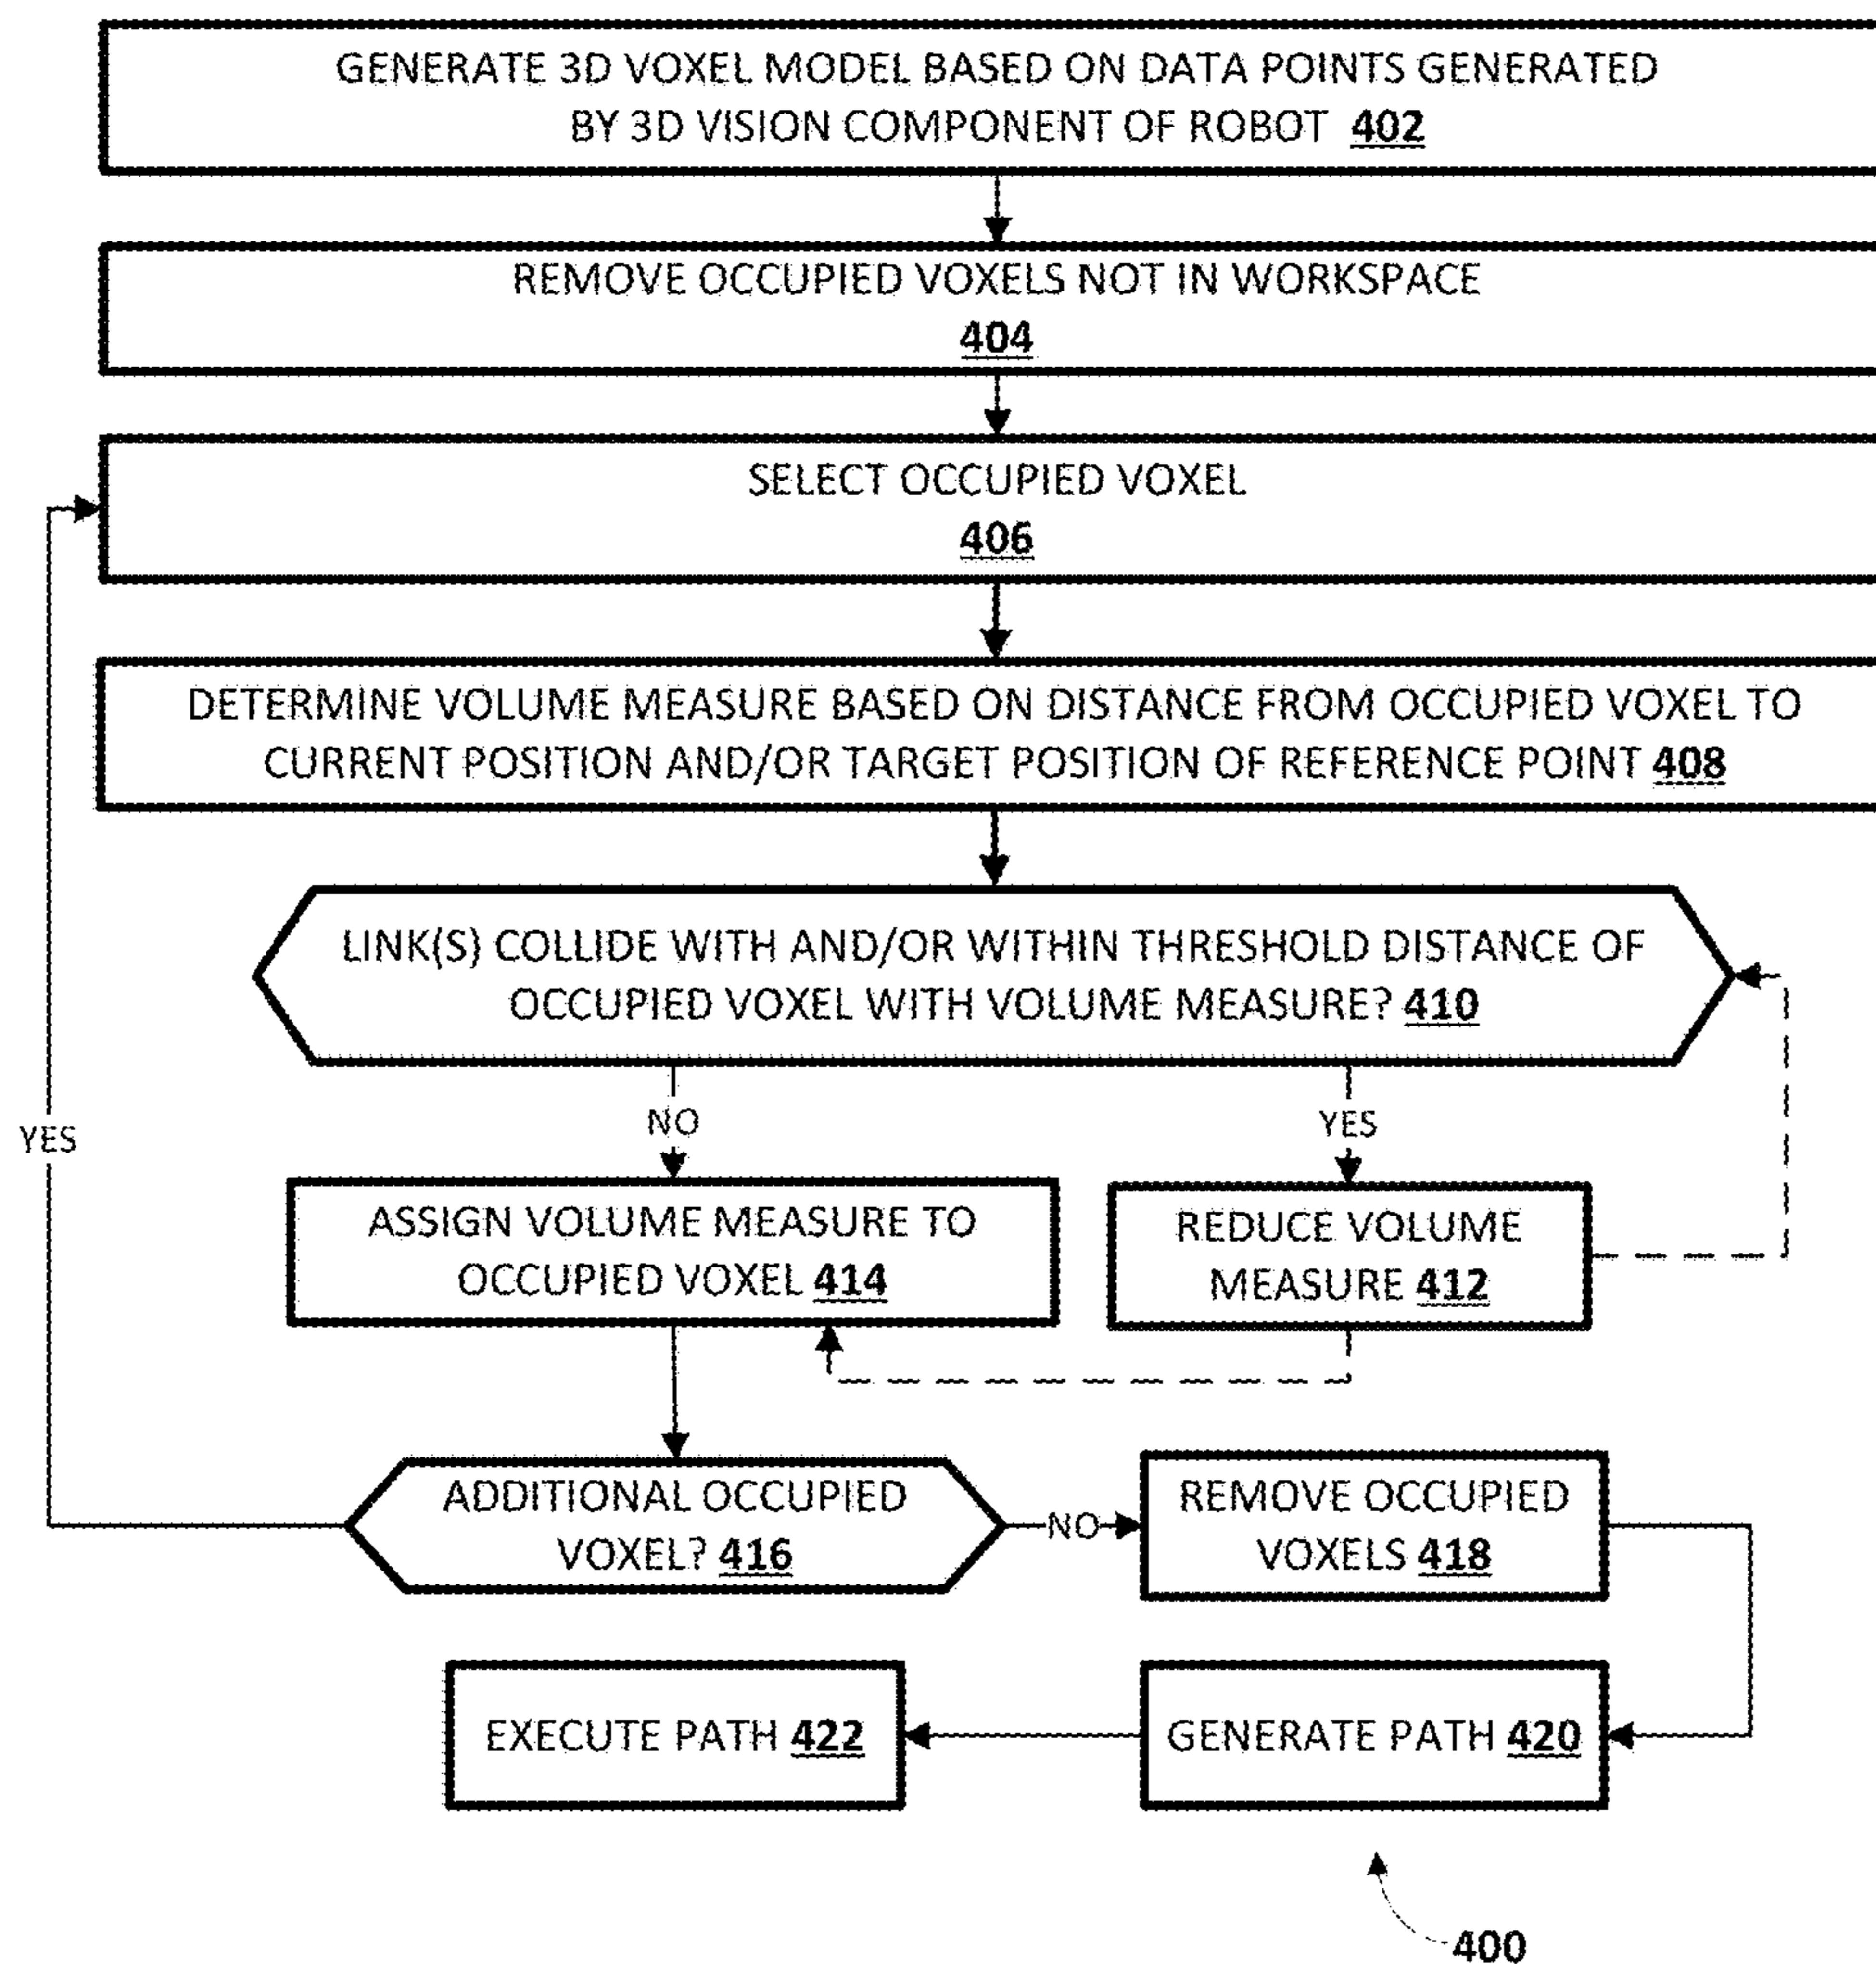 GENERATE 3D VOXEL MODEL BASED ON DATA POINTS GENERATED
BY 3D VISION COMPONENT OF ROBOT 402
REMOVE OCCUPIED VOXELS NOT IN WORKSPACE
404
SELECT OCCUPIED VOXEL
406
DETERMINE VOLUME MEASURE BASED ON DISTANCE FROM OCCUPIED VOXEL TO
CURRENT POSITION AND/OR TARGET POSITION OF REFERENCE POINT 408
LINK(S) COLLIDE WITH AND/OR WITHIN THRESHOLD DISTANCE OF
OCCUPIED VOXEL WITH VOLUME MEASURE? 410
NO
YES
YES
ASSIGN VOLUME MEASURE TO
OCCUPIED VOXEL 414
REDUCE VOLUME
MEASURE 412
ADDITIONAL OCCUPIED
VOXEL? 416
NO
REMOVE OCCUPIED
VOXELS 418
EXECUTE PATH 422
GENERATE PATH 420
400